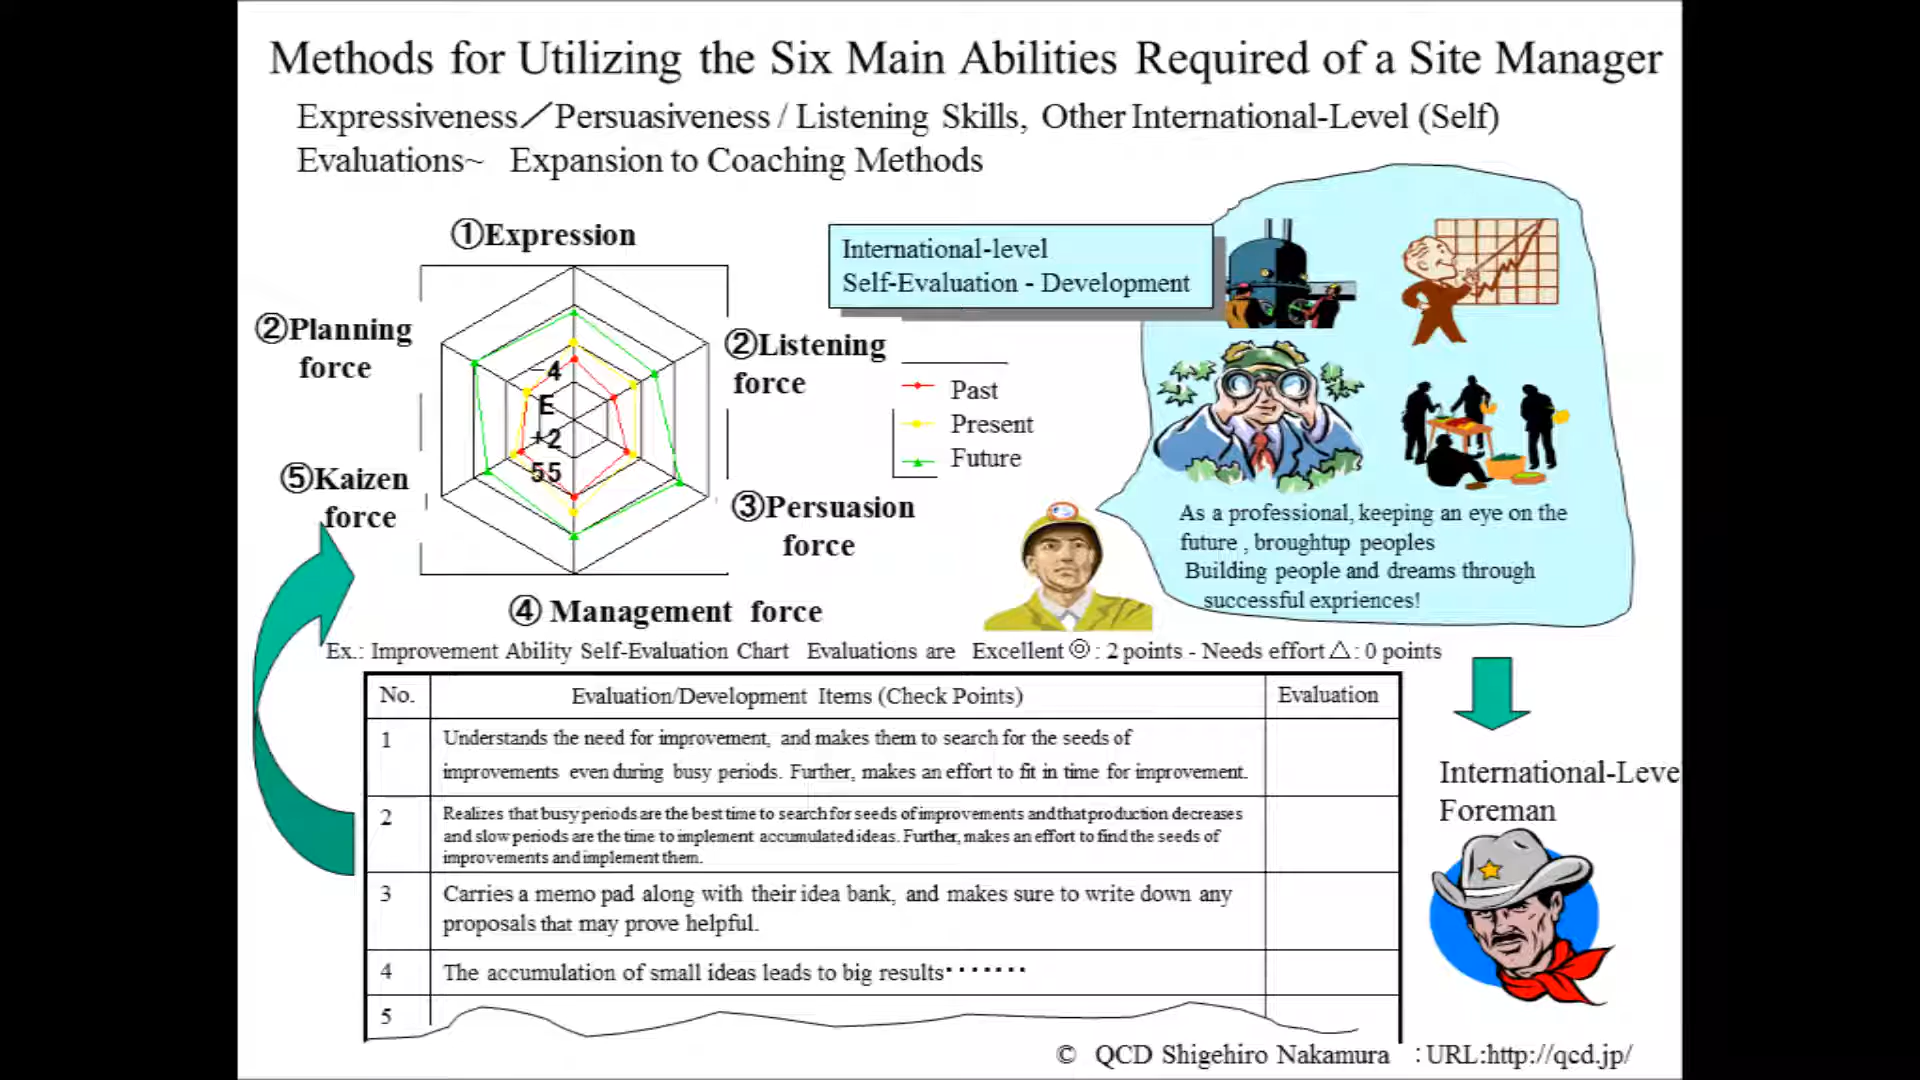 Methods for Utilizing the Six Main Abilities Required of a Site Manager
Expressiveness／Persuasiveness / Listening Skills, Other International-Level (Self)
Evaluations~ Expansion to Coaching Methods
①Expression
②Planning
force
②Listening
force
-4
E
+2
55
⑤Kaizen
force
③Persuasion
force
④ Management force
Past
Present
Future
International-level
Self-Evaluation - Development
As a professional, keeping an eye on the
future , broughtup peoples
Building people and dreams through
successful expriences!
Ex.: Improvement Ability Self-Evaluation Chart Evaluations are Excellent ◎: 2 points - Needs effort △: 0 points
No. Evaluation/Development Items (Check Points) Evaluation
1 Understands the need for improvement, and makes them to search for the seeds of
improvements even during busy periods. Further, makes an effort to fit in time for improvement.
2 Realizes that busy periods are the best time to search for seeds of improvements and that production decreases
and slow periods are the time to implement accumulated ideas. Further, makes an effort to find the seeds of
improvements and implement them.
3 Carries a memo pad along with their idea bank, and makes sure to write down any
proposals that may prove helpful.
4 The accumulation of small ideas leads to big results・・・・・・・
5
International-Leve
Foreman
© QCD Shigehiro Nakamura : URL:http://qcd.jp/